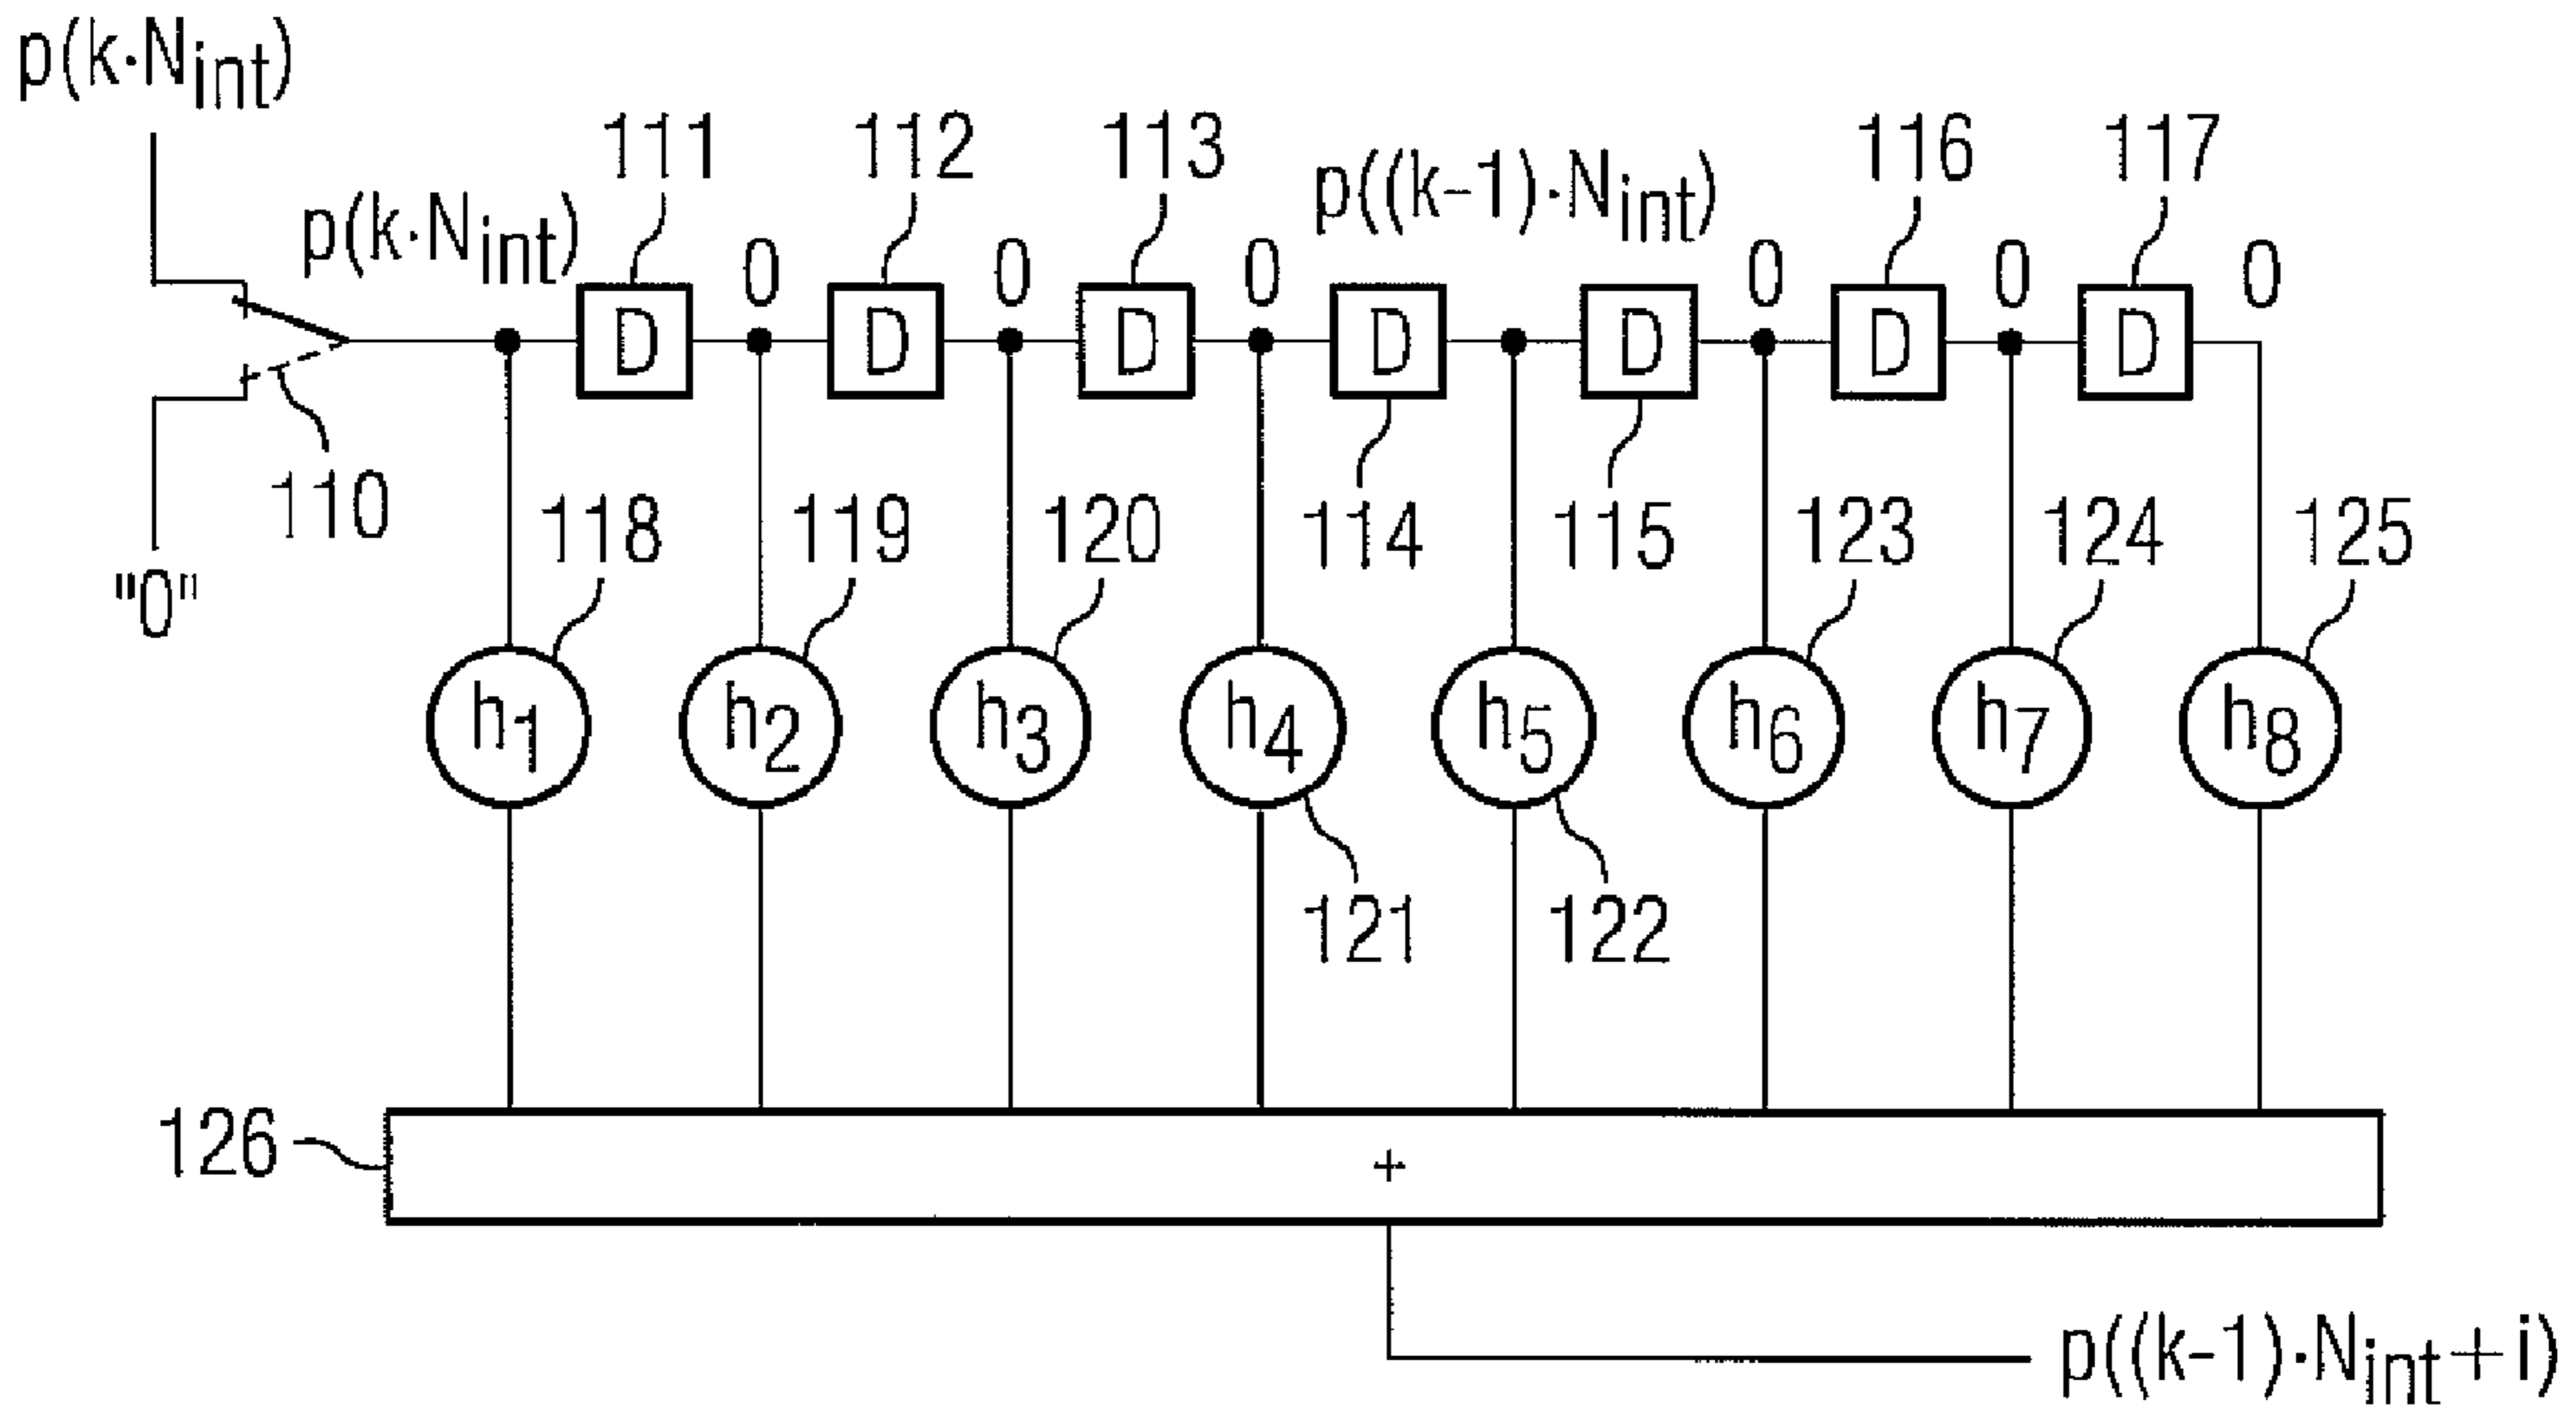 p(k·Nint)
111 112 113 116 117
p(k·Nint) 0 0 0 p((k-1)·Nint) 0 0 0
D D D D D D D
110 118 119 120 114 115 123 124 125
"0"
h1 h2 h3 h4 h5 h6 h7 h8
121 122
126 +
p((k-1)·Nint+i)